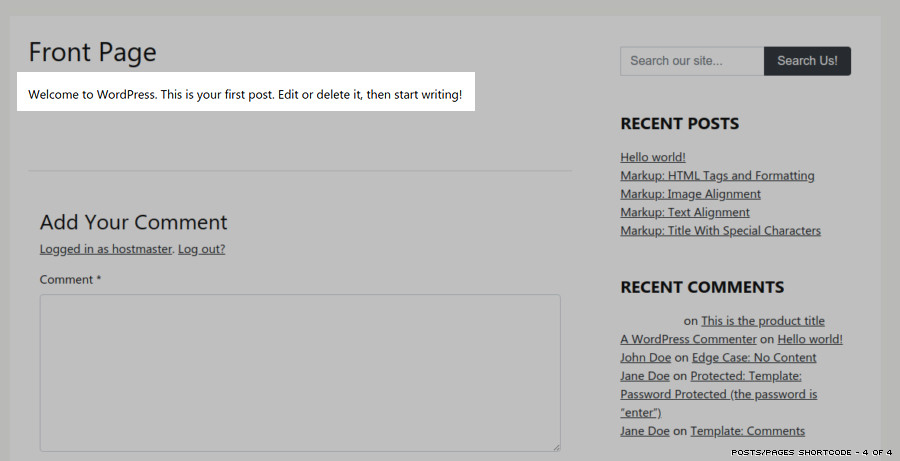 Front Page
Welcome to WordPress. This is your first post. Edit or delete it, then start writing!
Add Your Comment
Logged in as hostmaster. Log out?
Comment *
Search our site... Search Us!
RECENT POSTS
Hello world!
Markup: HTML Tags and Formatting
Markup: Image Alignment
Markup: Text Alignment
Markup: Title With Special Characters
RECENT COMMENTS
on This is the product title
A WordPress Commenter on Hello world!
John Doe on Edge Case: No Content
Jane Doe on Protected: Template:
Password Protected (the password is
“enter”)
Jane Doe on Template: Comments
POSTS/PAGES SHORTCODE - 4 OF 4